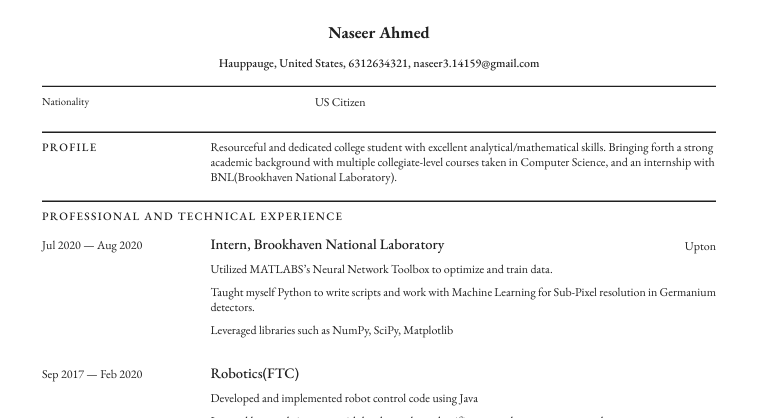 Naseer Ahmed
Hauppauge, United States, 6312634321, naseer3.14159@gmail.com
Nationality US Citizen
PROFILE Resourceful and dedicated college student with excellent analytical/mathematical skills. Bringing forth a strong
academic background with multiple collegiate-level courses taken in Computer Science, and an internship with
BNL(Brookhaven National Laboratory).
PROFESSIONAL AND TECHNICAL EXPERIENCE
Jul 2020 — Aug 2020 Intern, Brookhaven National Laboratory Upton
Utilized MATLABS's Neural Network Toolbox to optimize and train data.
Taught myself Python to write scripts and work with Machine Learning for Sub-Pixel resolution in Germanium
detectors.
Leveraged libraries such as NumPy, SciPy, Matplotlib
Sep 2017 — Feb 2020 Robotics(FTC)
Developed and implemented robot control code using Java